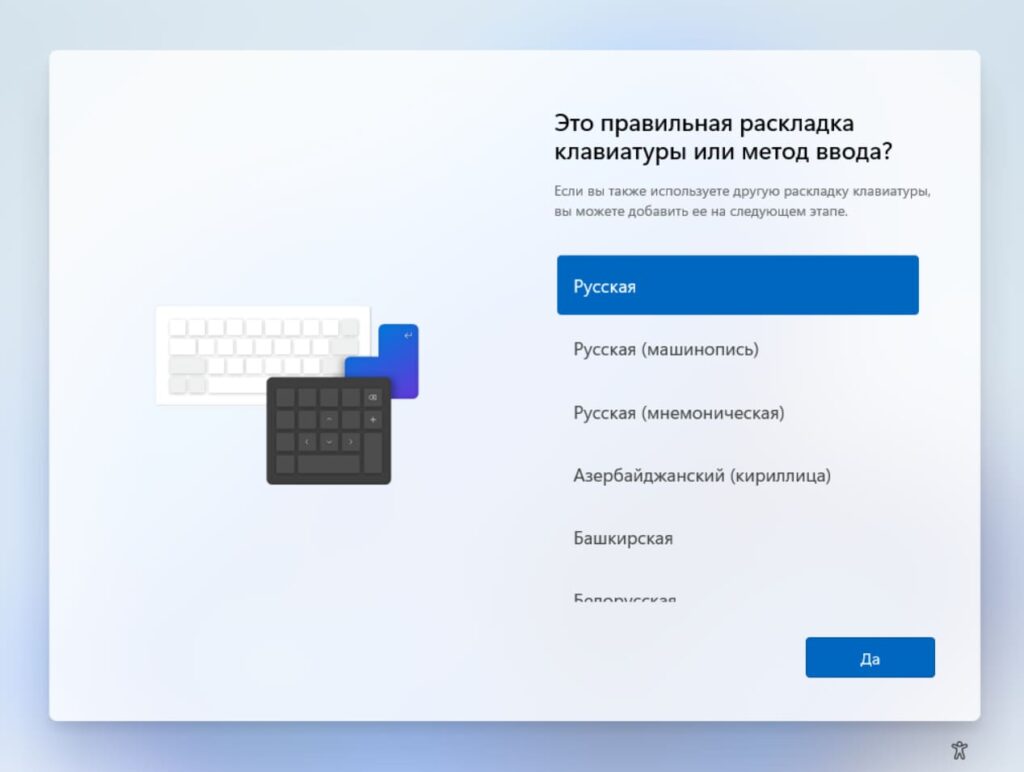 Это правильная раскладка
клавиатуры или метод ввода?
Если вы также используете другую раскладку клавиатуры,
вы можете добавить ее на следующем этапе.
Русская
Русская (машинопись)
Русская (мнемоническая)
Азербайджанский (кириллица)
Башкирская
Белорусская
Да